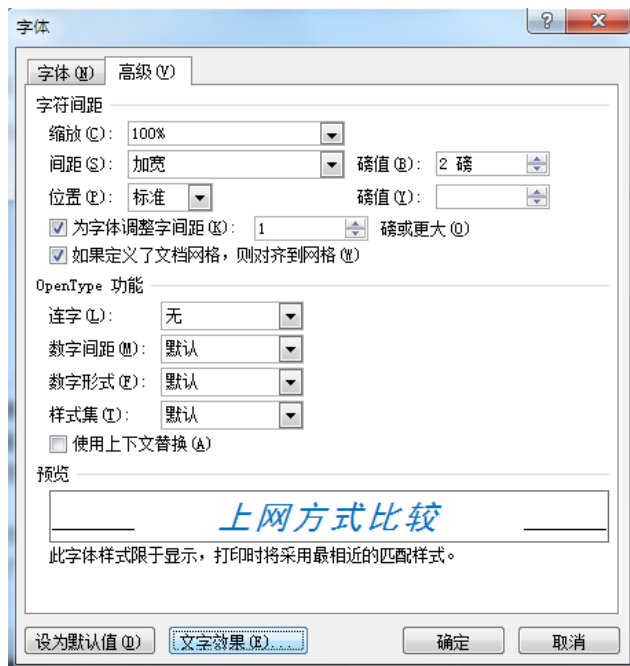 字体
字体(N) 高级(V)
字符间距
缩放(C): 100%
间距(S): 加宽 磅值(B): 2 磅
位置(P): 标准 磅值(Y):
为字体调整字间距(K): 1 磅或更大(O)
如果定义了文档网格，则对齐到网格(W)
OpenType 功能
连字(L): 无
数字间距(M): 默认
数字形式(F): 默认
样式集(T): 默认
使用上下文替换(A)
预览
上网方式比较
此字体样式限于显示，打印时将采用最相近的匹配样式。
设为默认值(D) 文字效果(E)... 确定 取消